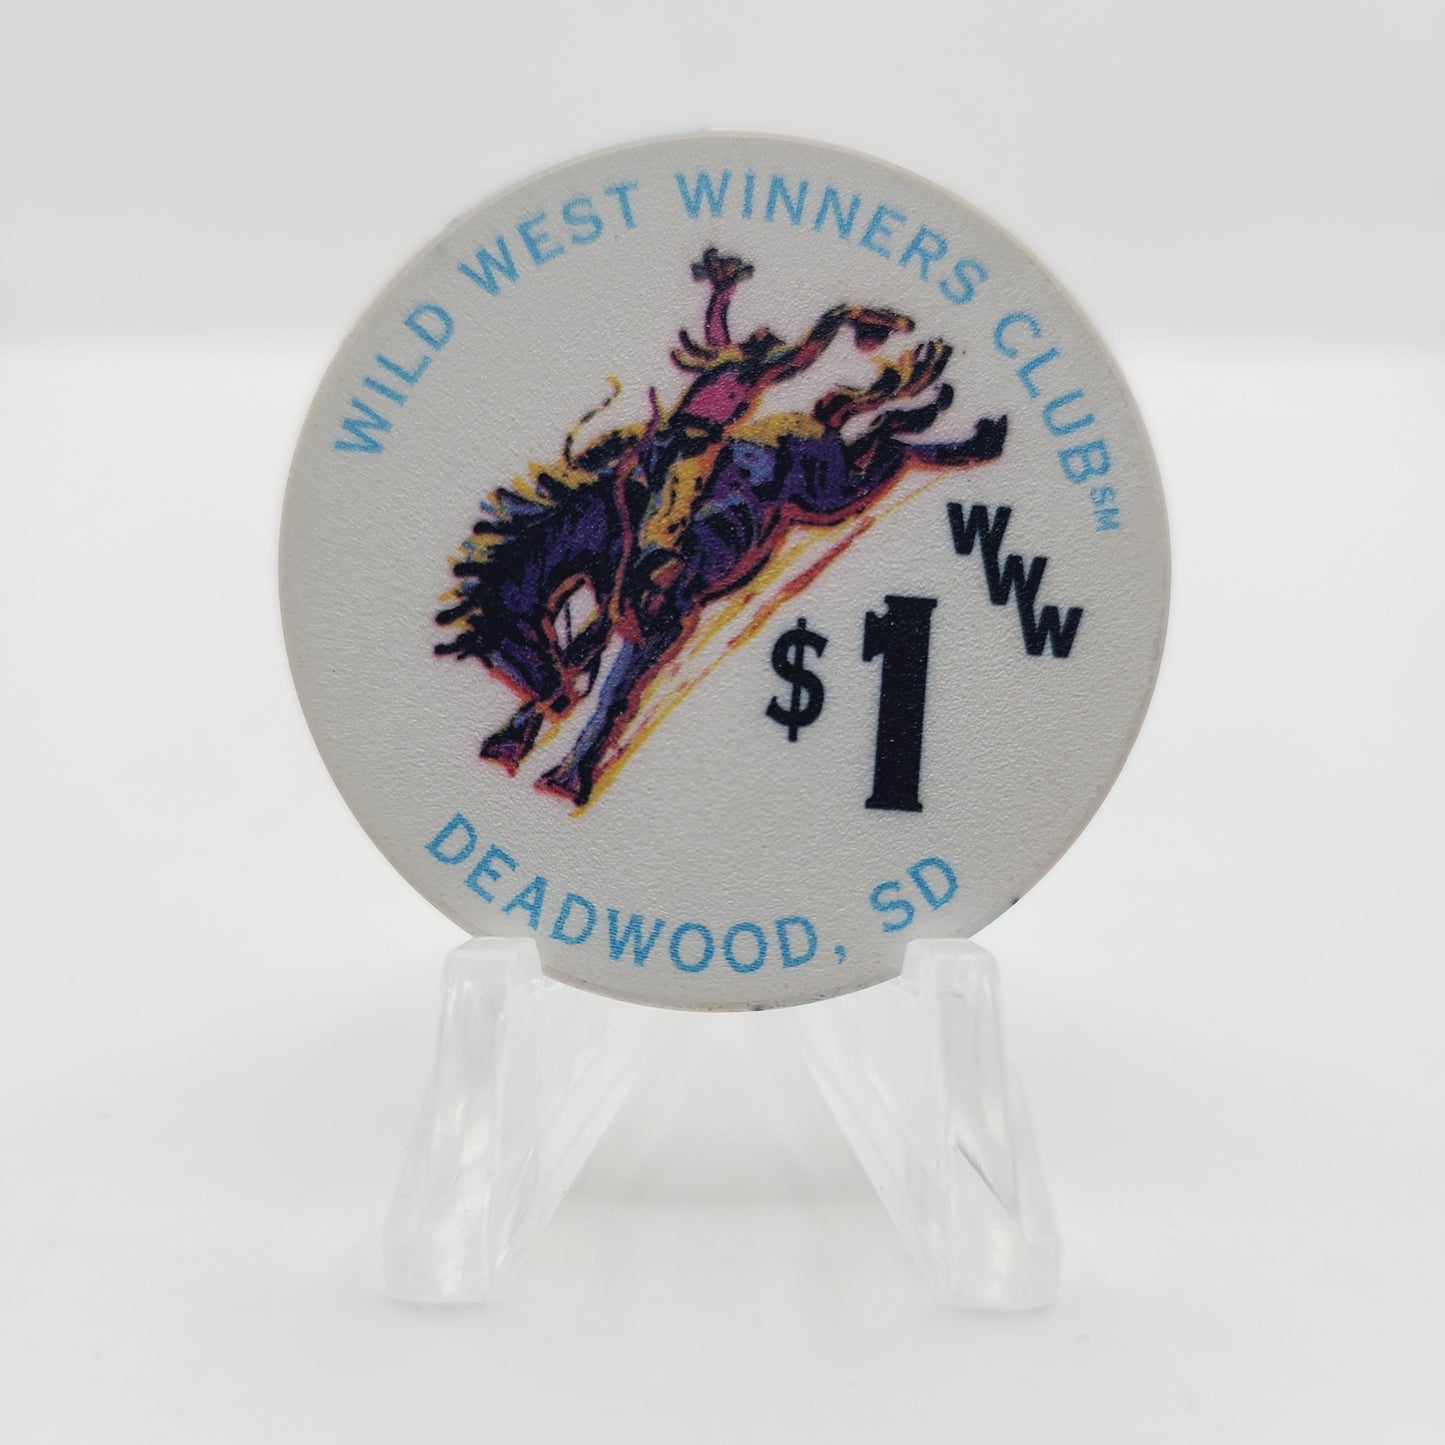 WILD WEST WINNERS CLUB℠
WWW
$1
DEADWOOD, SD